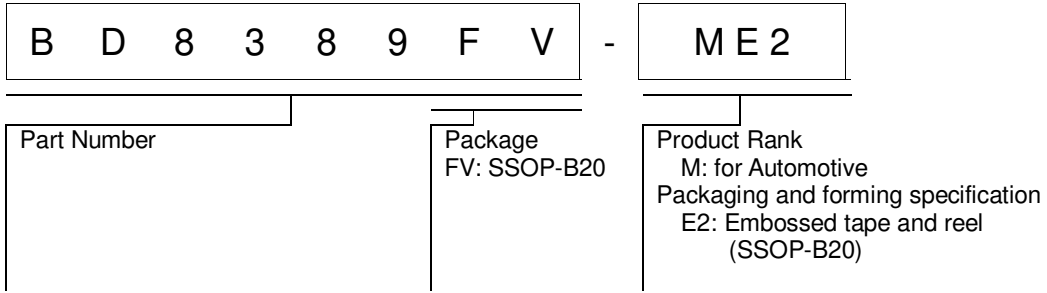 B D 8 3 8 9 F V - M E 2
Part Number
Package
FV: SSOP-B20
Product Rank
M: for Automotive
Packaging and forming specification
E2: Embossed tape and reel
(SSOP-B20)